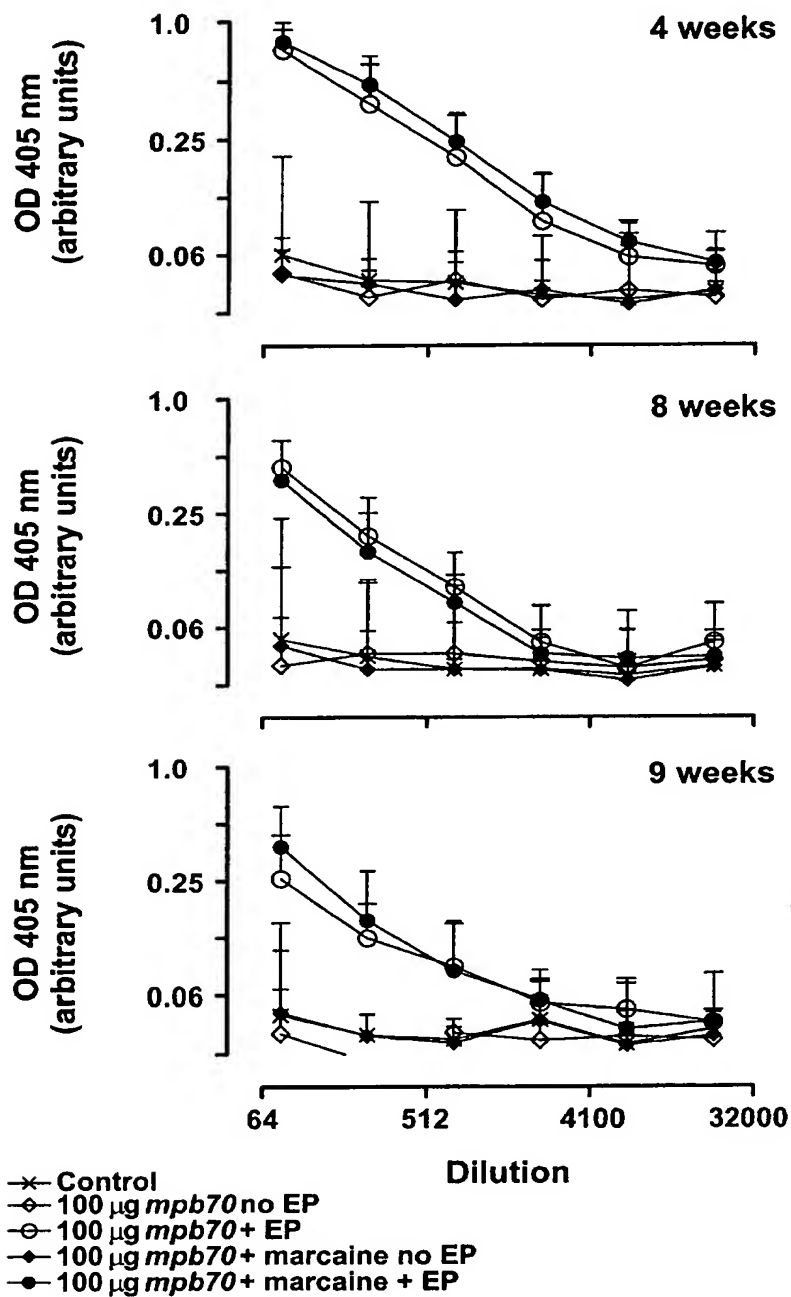 4 weeks
1.0
0.25
0.06
OD 405 nm
(arbitrary units)
8 weeks
1.0
0.25
0.06
OD 405 nm
(arbitrary units)
9 weeks
1.0
0.25
0.06
OD 405 nm
(arbitrary units)
64 512 4100 32000
Dilution
Control
100 µg mpb70 no EP
100 µg mpb70 + EP
100 µg mpb70 + marcaine no EP
100 µg mpb70 + marcaine + EP